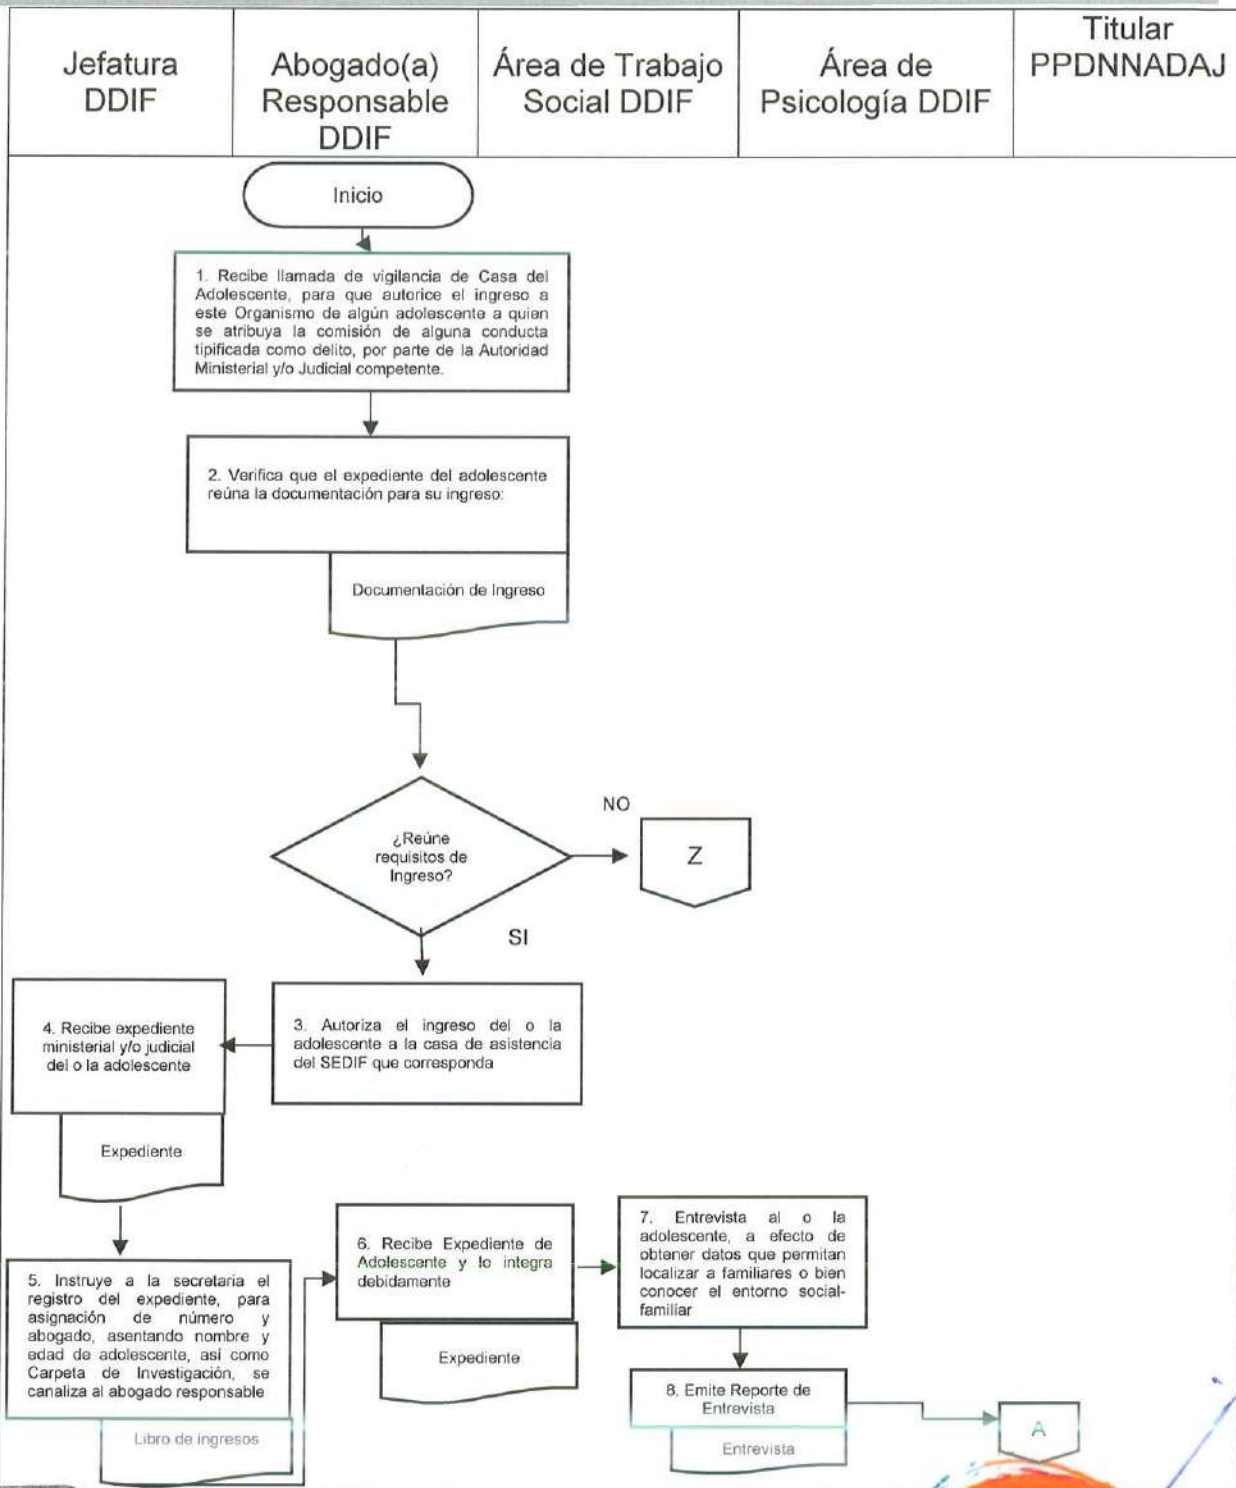 Jefatura
DDIF
Abogado(a)
Responsable
DDIF
Área de Trabajo
Social DDIF
Área de
Psicología DDIF
Titular
PPDNNADAJ
Inicio
1. Recibe llamada de vigilancia de Casa del
Adolescente, para que autorice el ingreso a
este Organismo de algún adolescente a quien
se atribuya la comisión de alguna conducta
tipificada como delito, por parte de la Autoridad
Ministerial y/o Judicial competente.
2. Verifica que el expediente del adolescente
reúna la documentación para su ingreso:
Documentación de Ingreso
¿Reúne
requisitos de
Ingreso?
NO
Z
SI
3. Autoriza el ingreso del o la
adolescente a la casa de asistencia
del SEDIF que corresponda
4. Recibe expediente
ministerial y/o judicial
del o la adolescente
Expediente
5. Instruye a la secretaria el
registro del expediente, para
asignación de número y
abogado, asentando nombre y
edad de adolescente, así como
Carpeta de Investigación, se
canaliza al abogado responsable
Libro de ingresos
6. Recibe Expediente de
Adolescente y lo integra
debidamente
Expediente
7. Entrevista al o la
adolescente, a efecto de
obtener datos que permitan
localizar a familiares o bien
conocer el entorno social-
familiar
8. Emite Reporte de
Entrevista
Entrevista
A